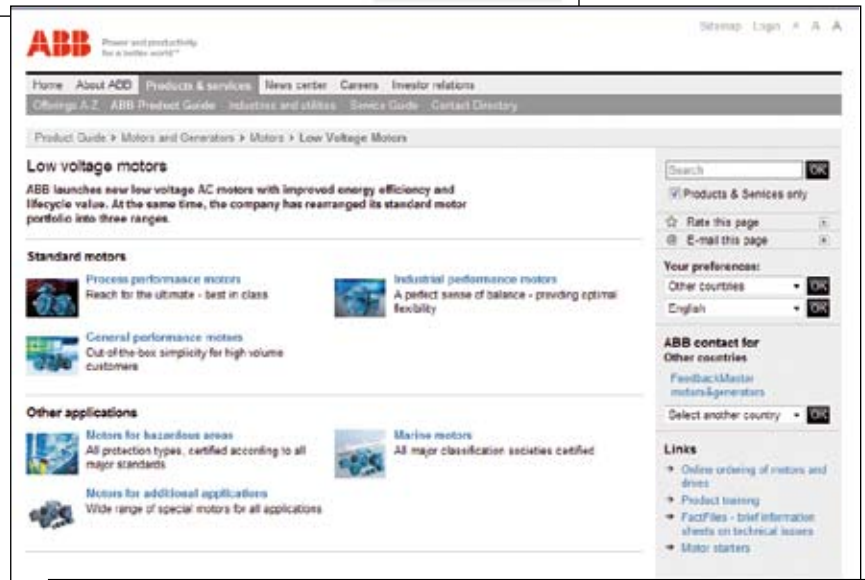 Sitemap Login A A A
ABB
Power and productivity
for a better world™
Home About ABB Products & services News center Careers Investor relations
Offerings A-Z ABB Product Guide Industries and utilities Service Guide Contact Directory
Product Guide > Motors and Generators > Motors > Low Voltage Motors
Low voltage motors
ABB launches new low voltage AC motors with improved energy efficiency and
lifecycle value. At the same time, the company has rearranged its standard motor
portfolio into three ranges.
Standard motors
Process performance motors
Reach for the ultimate - best in class
Industrial performance motors
A perfect sense of balance - providing optimal
flexibility
General performance motors
Out-of-the-box simplicity for high volume
customers
Other applications
Motors for hazardous areas
All protection types, certified according to all
major standards
Marine motors
All major classification societies certified
Motors for additional applications
Wide range of special motors for all applications
Search OK
Products & Services only
Rate this page
E-mail this page
Your preferences:
Other countries OK
English OK
ABB contact for
Other countries
FeedbackMaster
motors&generators
Select another country OK
Links
Online ordering of motors and
drives
Product training
FactFiles - brief information
sheets on technical issues
Motor starters